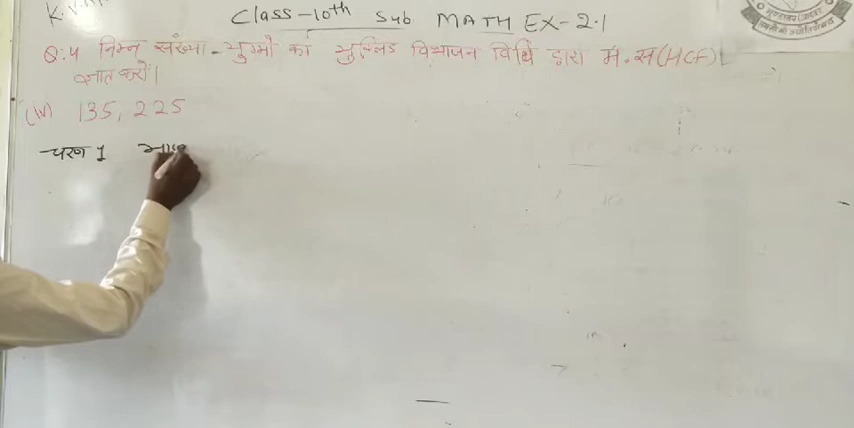 Class-10th Sub MATH EX-2.1
Q:4 निम्न संख्या-युग्मों का युक्लिड विभाजन विधि द्वारा म.स(HCF)
ज्ञात करो।
(iv) 135, 225
चरण 1